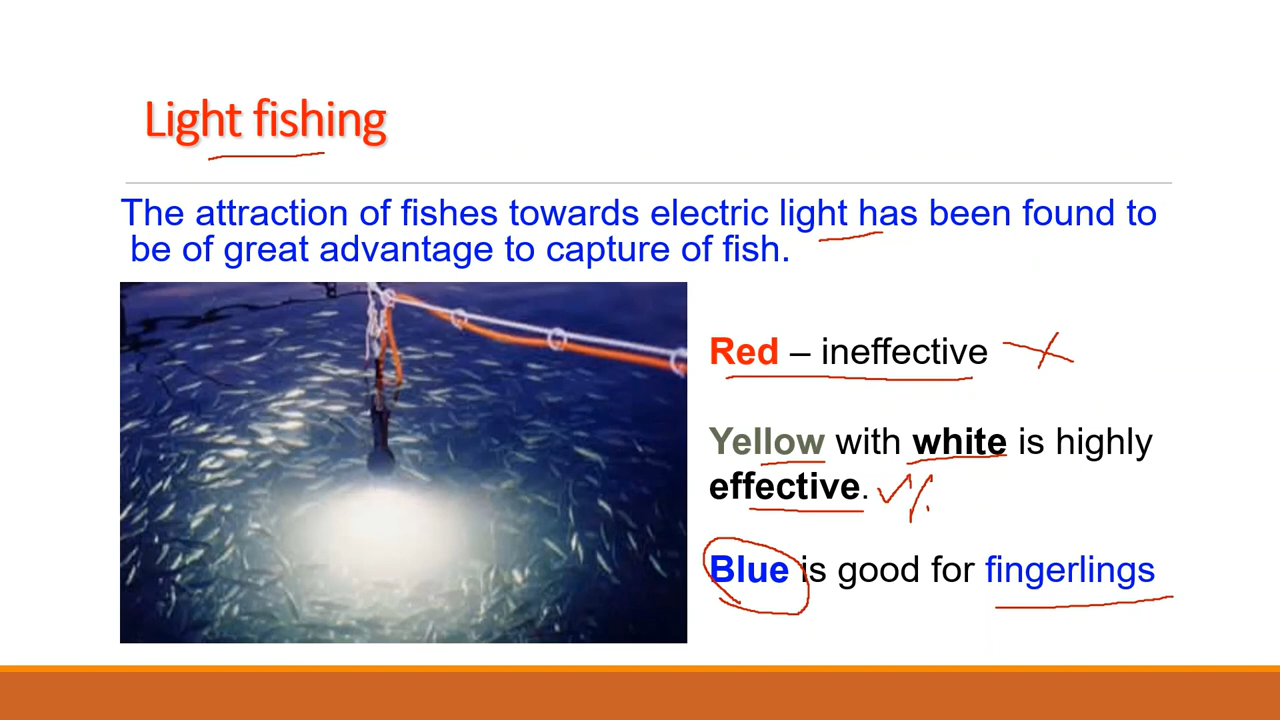 Light fishing
The attraction of fishes towards electric light has been found to
be of great advantage to capture of fish.
Red – ineffective
Yellow with white is highly
effective.
Blue is good for fingerlings